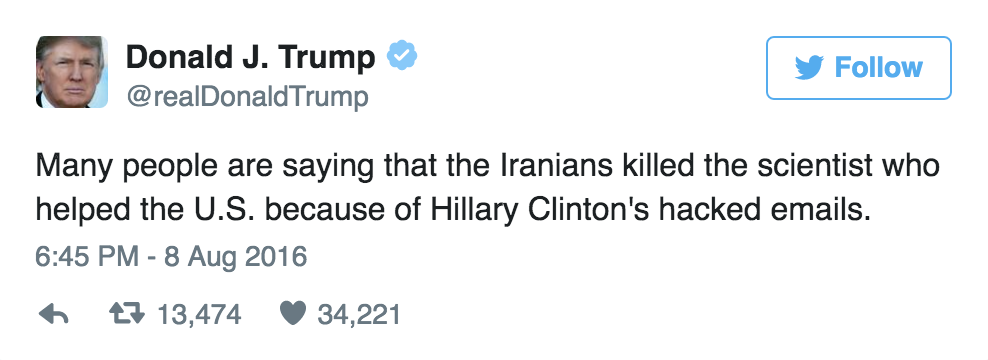 Donald J. Trump
@realDonaldTrump
Follow
Many people are saying that the Iranians killed the scientist who
helped the U.S. because of Hillary Clinton's hacked emails.
6:45 PM - 8 Aug 2016
13,474 34,221